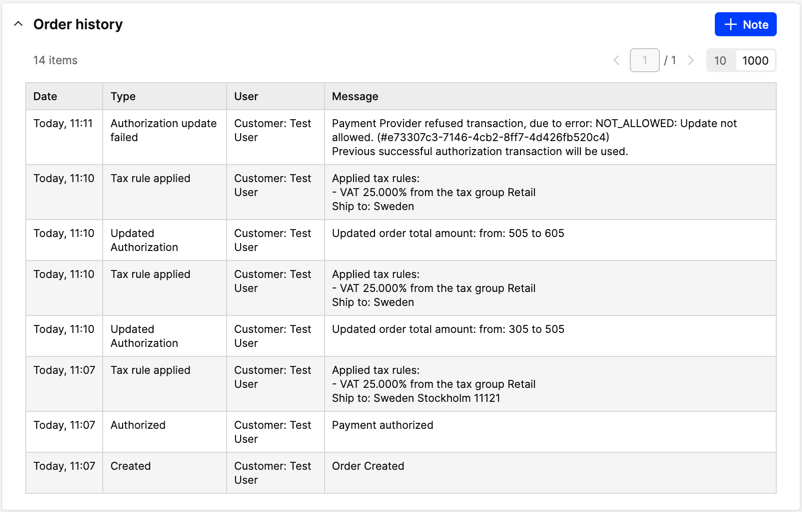 Order history
Note
14 items
1
/ 1
10
1000
Date
Type
User
Message
Today, 11:11
Authorization update
failed
Customer: Test
User
Payment Provider refused transaction, due to error: NOT_ALLOWED: Update not
allowed. (#e73307c3-7146-4cb2-8ff7-4d426fb520c4)
Previous successful authorization transaction will be used.
Today, 11:10
Tax rule applied
Customer: Test
User
Applied tax rules:
- VAT 25.000% from the tax group Retail
Ship to: Sweden
Today, 11:10
Updated
Authorization
Customer: Test
User
Updated order total amount: from: 505 to 605
Today, 11:10
Tax rule applied
Customer: Test
User
Applied tax rules:
- VAT 25.000% from the tax group Retail
Ship to: Sweden
Today, 11:10
Updated
Authorization
Customer: Test
User
Updated order total amount: from: 305 to 505
Today, 11:07
Tax rule applied
Customer: Test
User
Applied tax rules:
- VAT 25.000% from the tax group Retail
Ship to: Sweden Stockholm 11121
Today, 11:07
Authorized
Customer: Test
User
Payment authorized
Today, 11:07
Created
Customer: Test
User
Order Created